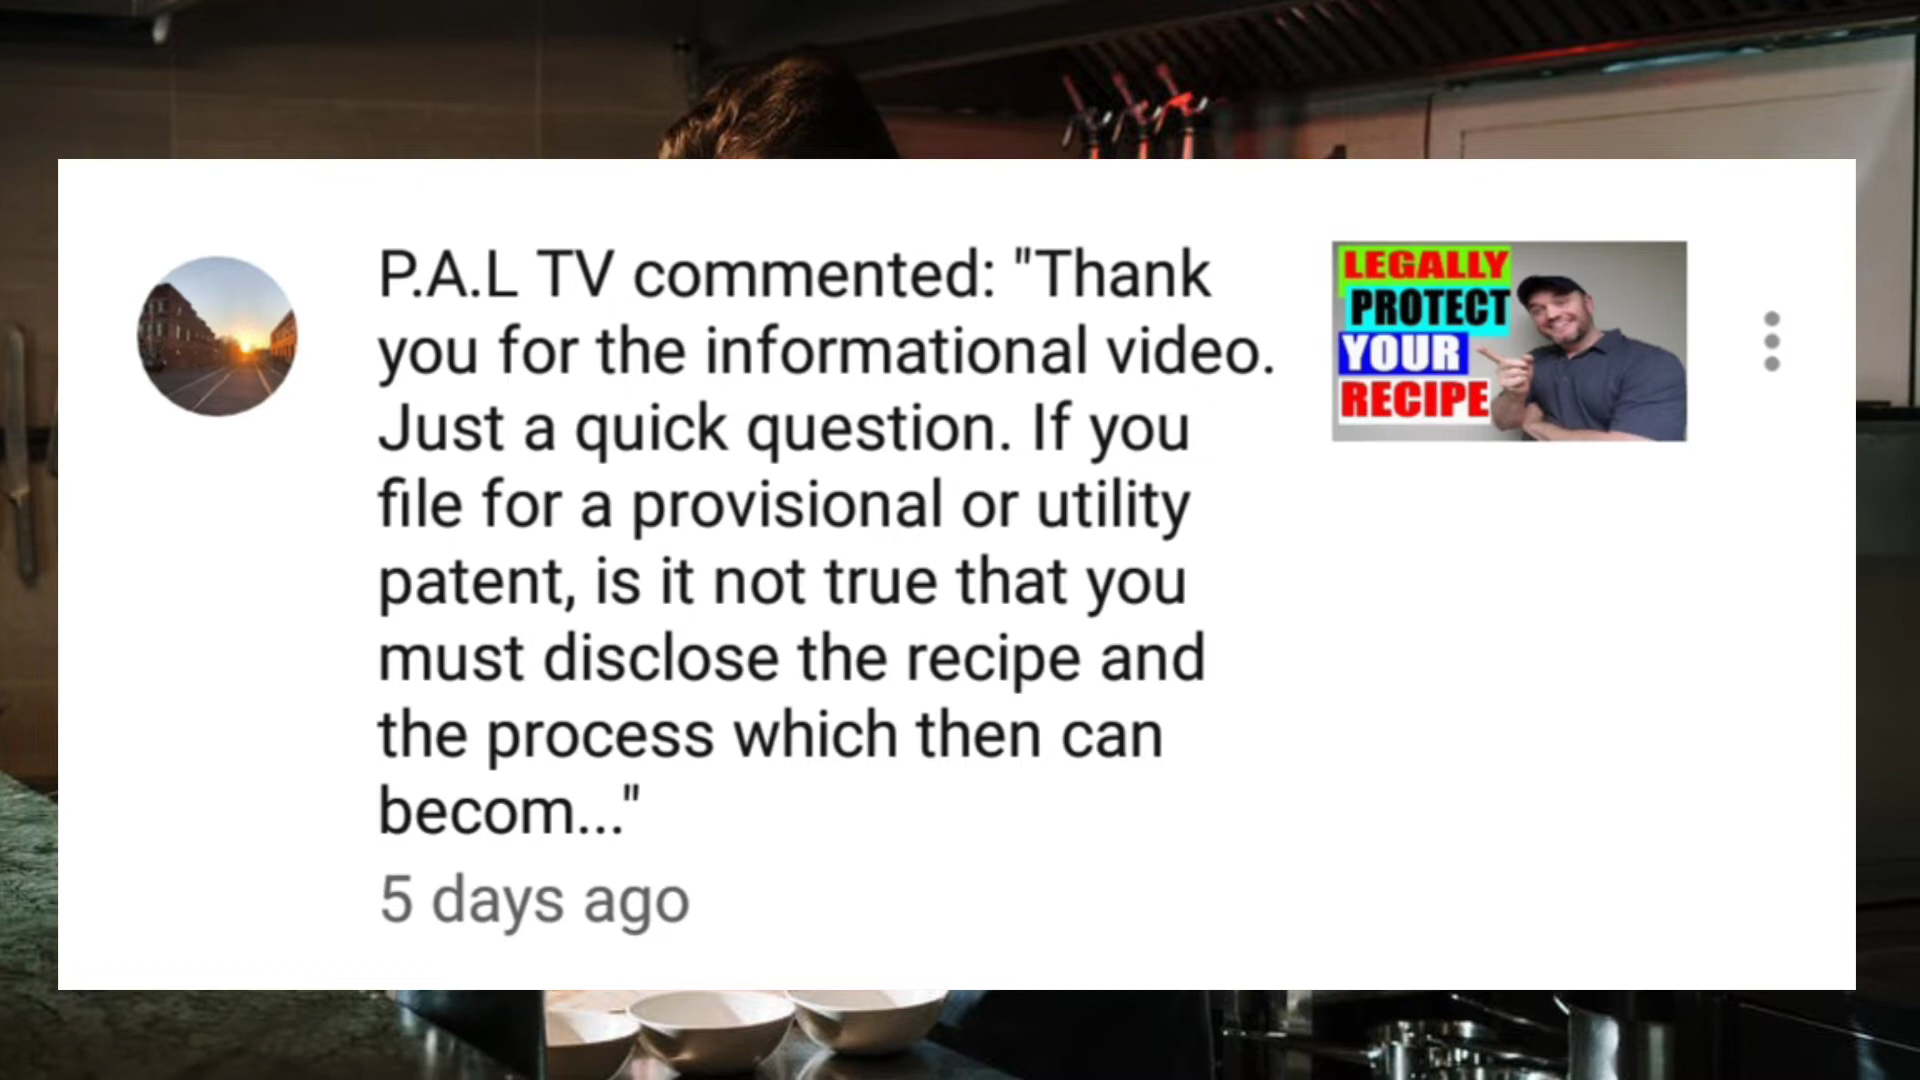 P.A.L TV commented: "Thank
you for the informational video.
Just a quick question. If you
file for a provisional or utility
patent, is it not true that you
must disclose the recipe and
the process which then can
becom..."
5 days ago
LEGALLY
PROTECT
YOUR
RECIPE